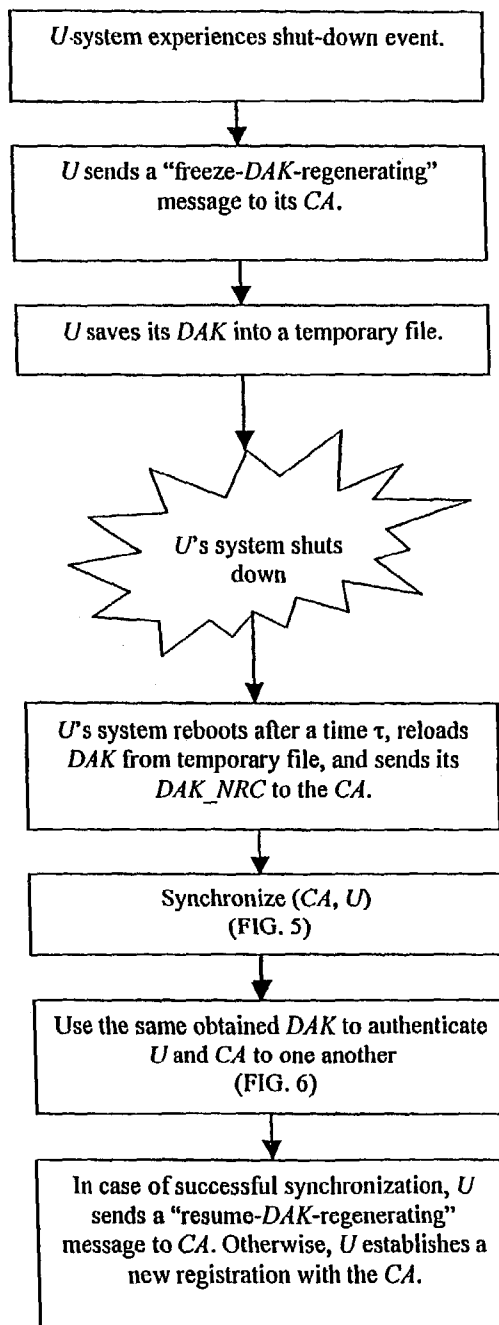 U-system experiences shut-down event.
U sends a “freeze-DAK-regenerating”
message to its CA.
U saves its DAK into a temporary file.
U’s system shuts
down
U’s system reboots after a time τ, reloads
DAK from temporary file, and sends its
DAK_NRC to the CA.
Synchronize (CA, U)
(FIG. 5)
Use the same obtained DAK to authenticate
U and CA to one another
(FIG. 6)
In case of successful synchronization, U
sends a “resume-DAK-regenerating”
message to CA. Otherwise, U establishes a
new registration with the CA.